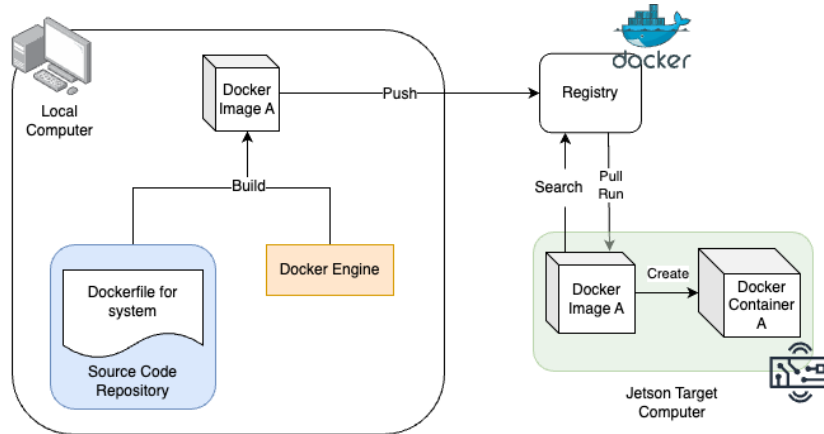 docker
Local
Computer
Docker
Image A
Push
Registry
Build
Search
Pull
Run
Dockerfile for
system
Source Code
Repository
Docker Engine
Docker
Image A
Create
Docker
Container
A
Jetson Target
Computer